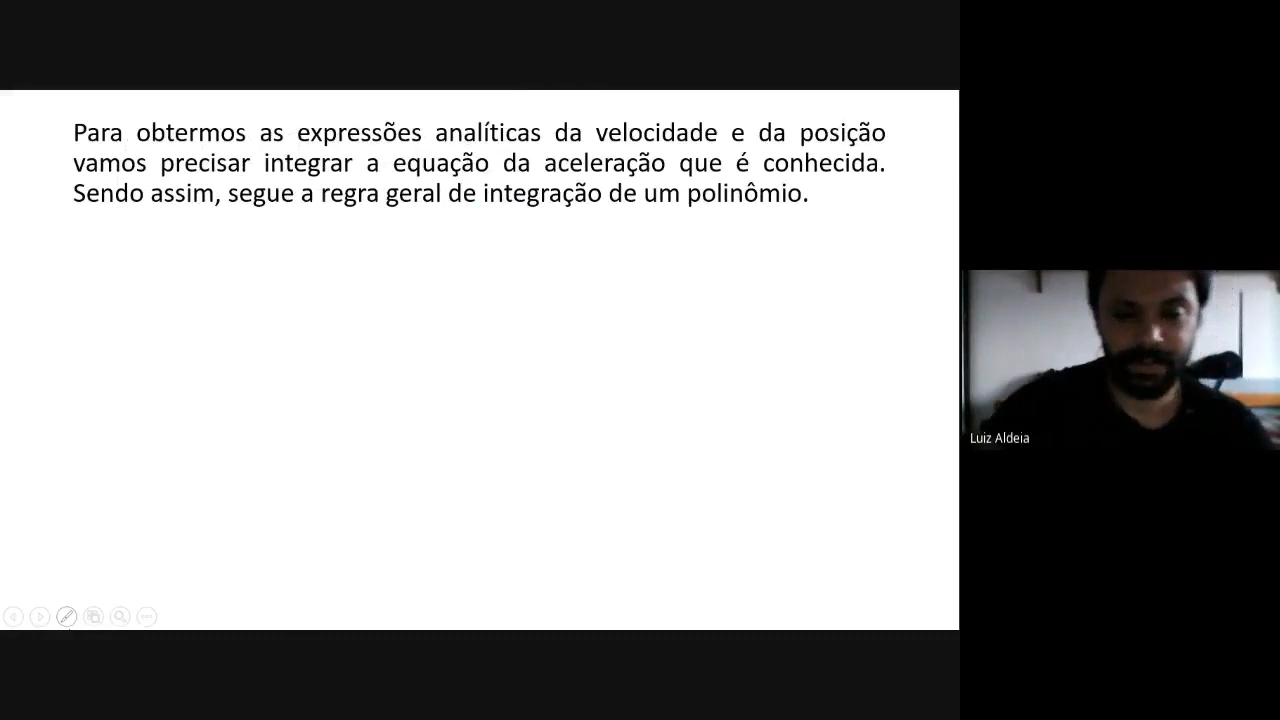 Para obtermos as expressões analíticas da velocidade e da posição
vamos precisar integrar a equação da aceleração que é conhecida.
Sendo assim, segue a regra geral de integração de um polinômio.
Luiz Aldeia